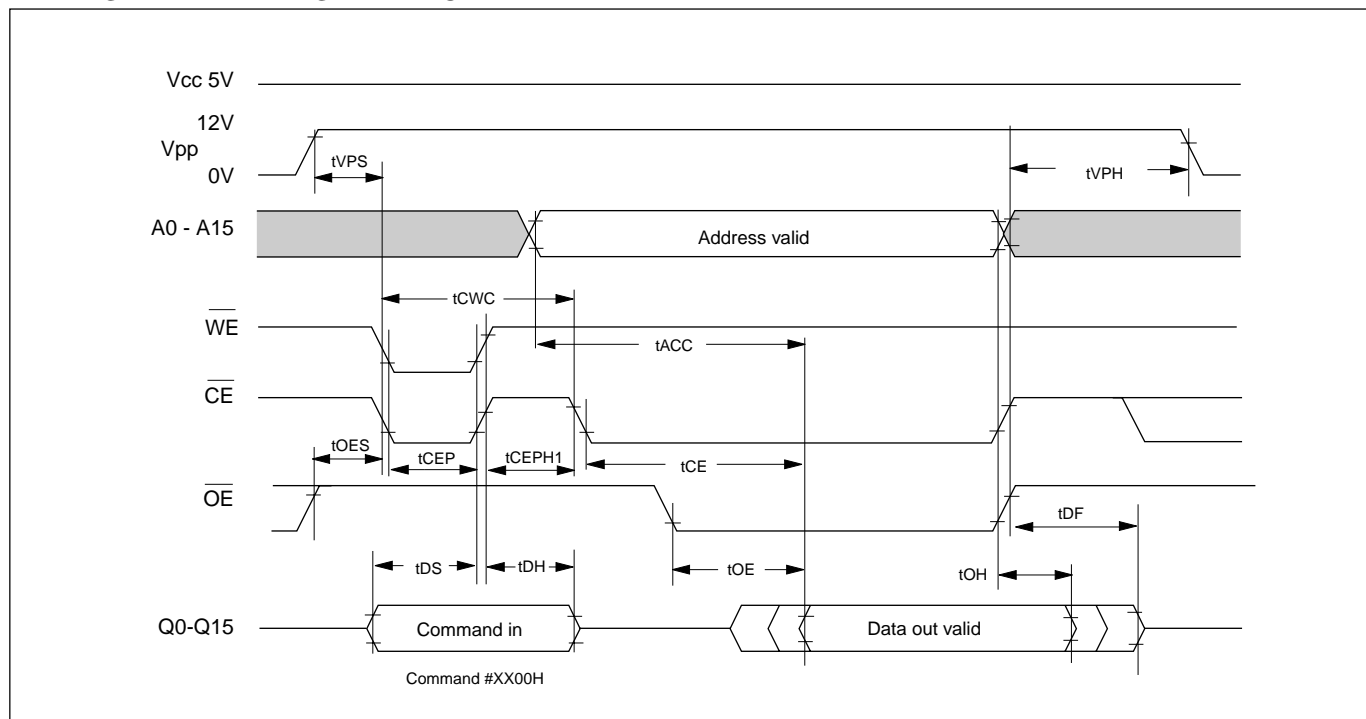 Vcc 5V
12V
Vpp
0V
tVPS
tVPH
A0 - A15
Address valid
tCWC
WE
tACC
CE
tOES
tCEP
tCEPH1
tCE
OE
tDF
tDS
tDH
tOE
tOH
Q0-Q15
Command in
Data out valid
Command #XX00H